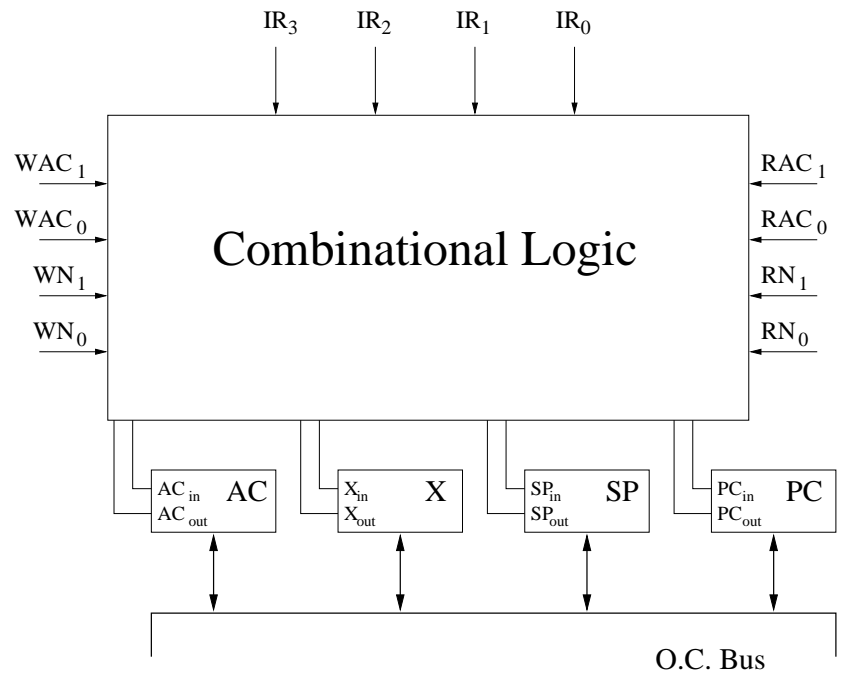 IR3 IR2 IR1 IR0
WAC1 RAC1
WAC0 RAC0
Combinational Logic
WN1 RN1
WN0 RN0
ACin AC Xin X SPin SP PCin PC
ACout Xout SPout PCout
O.C. Bus